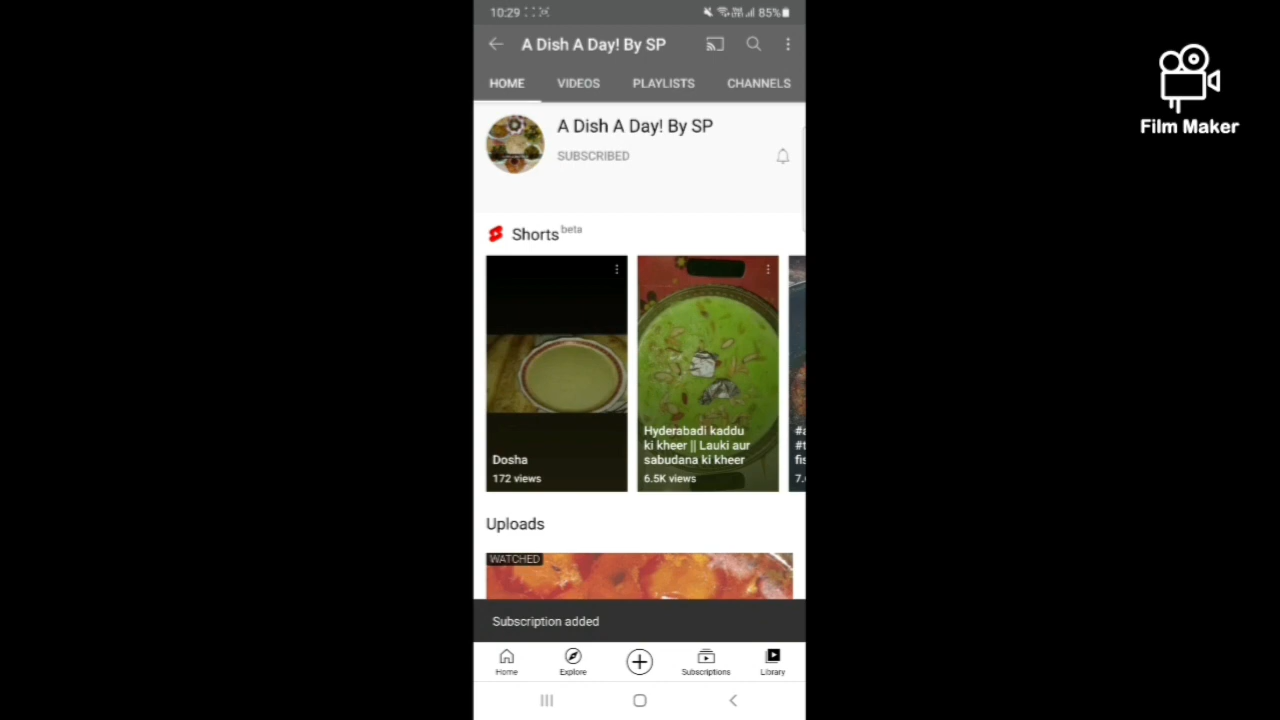 10:29
85%
A Dish A Day! By SP
HOME VIDEOS PLAYLISTS CHANNELS
A Dish A Day! By SP
SUBSCRIBED
Shorts beta
Dosha
172 views
Hyderabadi kaddu
ki kheer || Lauki aur
sabudana ki kheer
6.5K views
Uploads
WATCHED
Subscription added
Home Explore Subscriptions Library
Film Maker